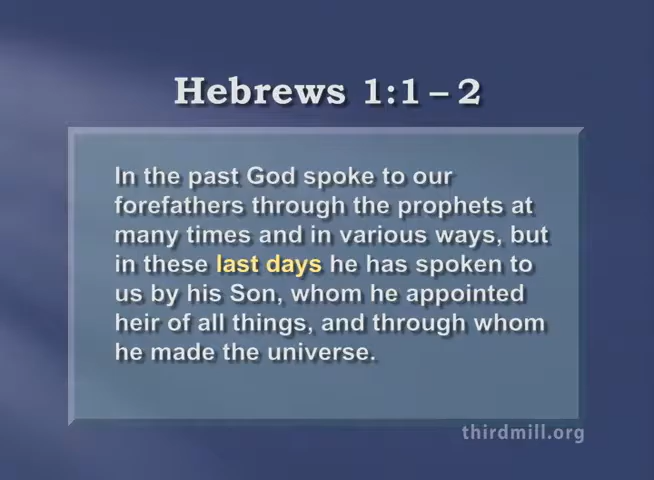 Hebrews 1:1 – 2
In the past God spoke to our
forefathers through the prophets at
many times and in various ways, but
in these last days he has spoken to
us by his Son, whom he appointed
heir of all things, and through whom
he made the universe.
thirdmill.org